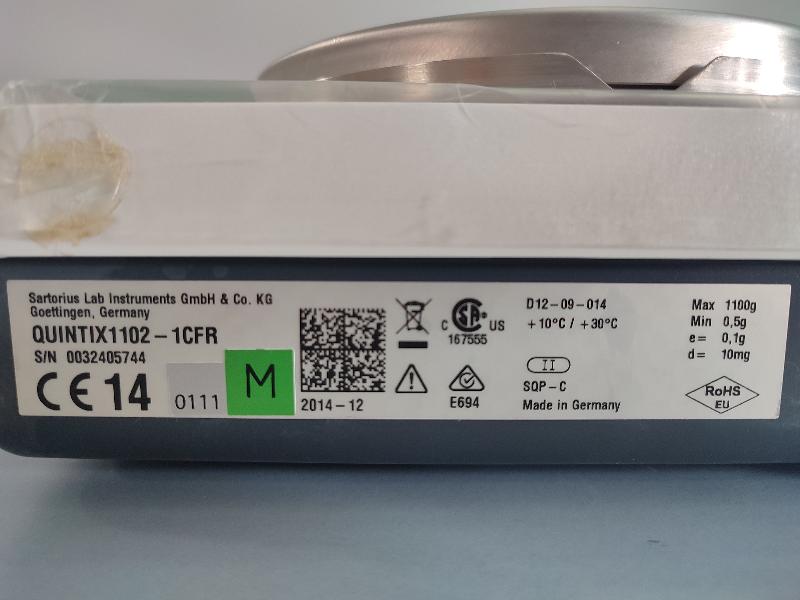 Sartorius Lab Instruments GmbH & Co. KG
Goettingen, Germany
QUINTIX1102-1CFR
S/N 0032405744
CE 14
0111
M
2014-12
C SA US
167555
E694
D12-09-014
+10°C / +30°C
II
SQP-C
Made in Germany
Max 1100g
Min 0,5g
e= 0,1g
d= 10mg
RoHS
EU